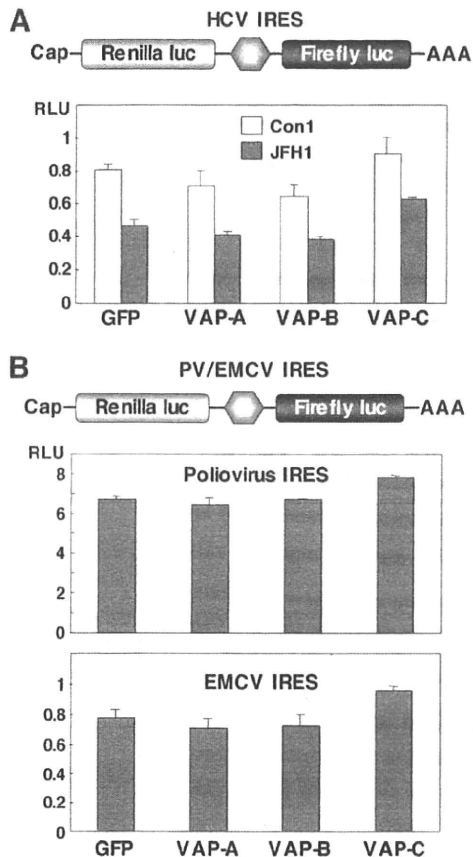 A
HCV IRES
Cap Renilla luc Firefly luc AAA
RLU
Con1
JFH1
1
0.8
0.6
0.4
0.2
0
GFP VAP-A VAP-B VAP-C
B
PV/EMCV IRES
Cap Renilla luc Firefly luc AAA
RLU
Poliovirus IRES
8
6
4
2
0
EMCV IRES
1
0.8
0.6
0.4
0.2
0
GFP VAP-A VAP-B VAP-C